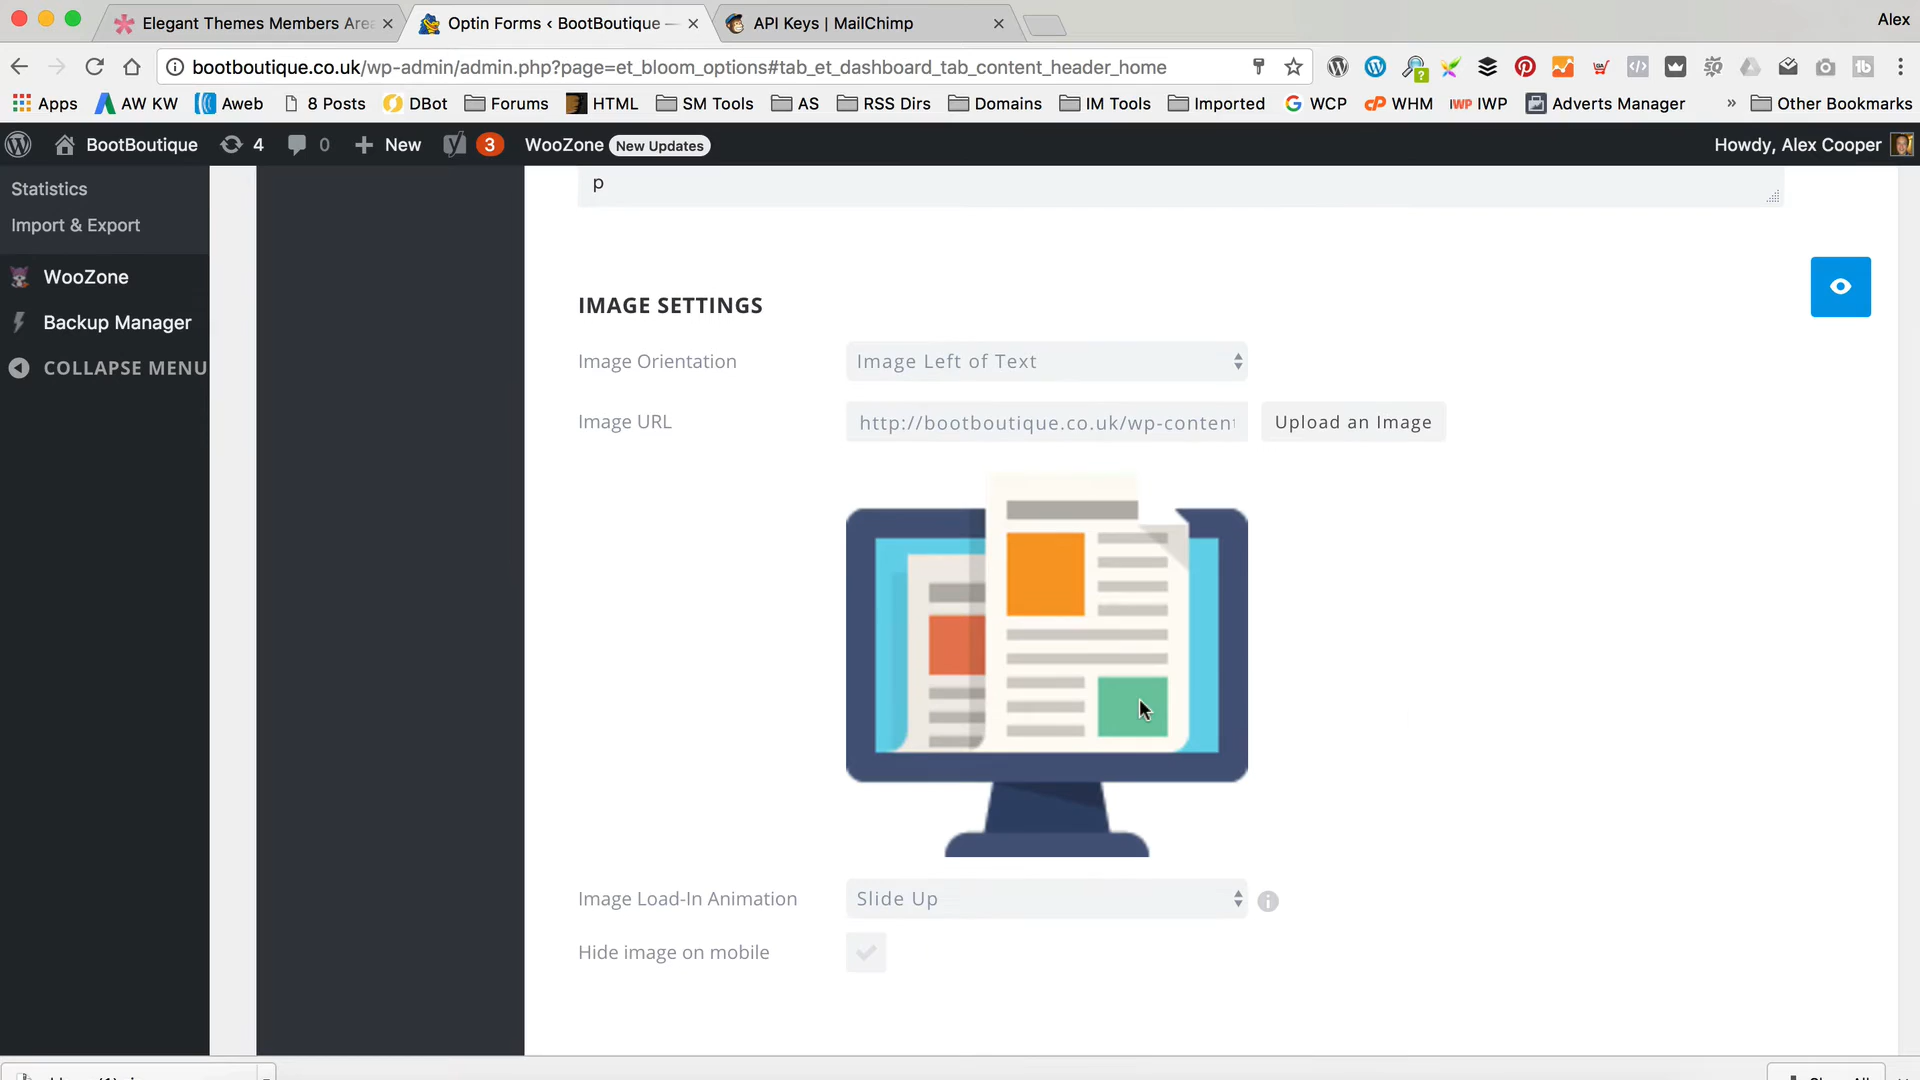 Elegant Themes Members Area
Optin Forms ‹ BootBoutique —
API Keys | MailChimp
Alex
bootboutique.co.uk/wp-admin/admin.php?page=et_bloom_options#tab_et_dashboard_tab_content_header_home
Apps
AW KW
Aweb
8 Posts
DBot
Forums
HTML
SM Tools
AS
RSS Dirs
Domains
IM Tools
Imported
WCP
WHM
IWP
Adverts Manager
»
Other Bookmarks
BootBoutique
4
0
New
3
WooZone
New Updates
Howdy, Alex Cooper
Statistics
Import & Export
WooZone
Backup Manager
COLLAPSE MENU
p
IMAGE SETTINGS
Image Orientation
Image Left of Text
Image URL
http://bootboutique.co.uk/wp-content
Upload an Image
Image Load-In Animation
Slide Up
Hide image on mobile